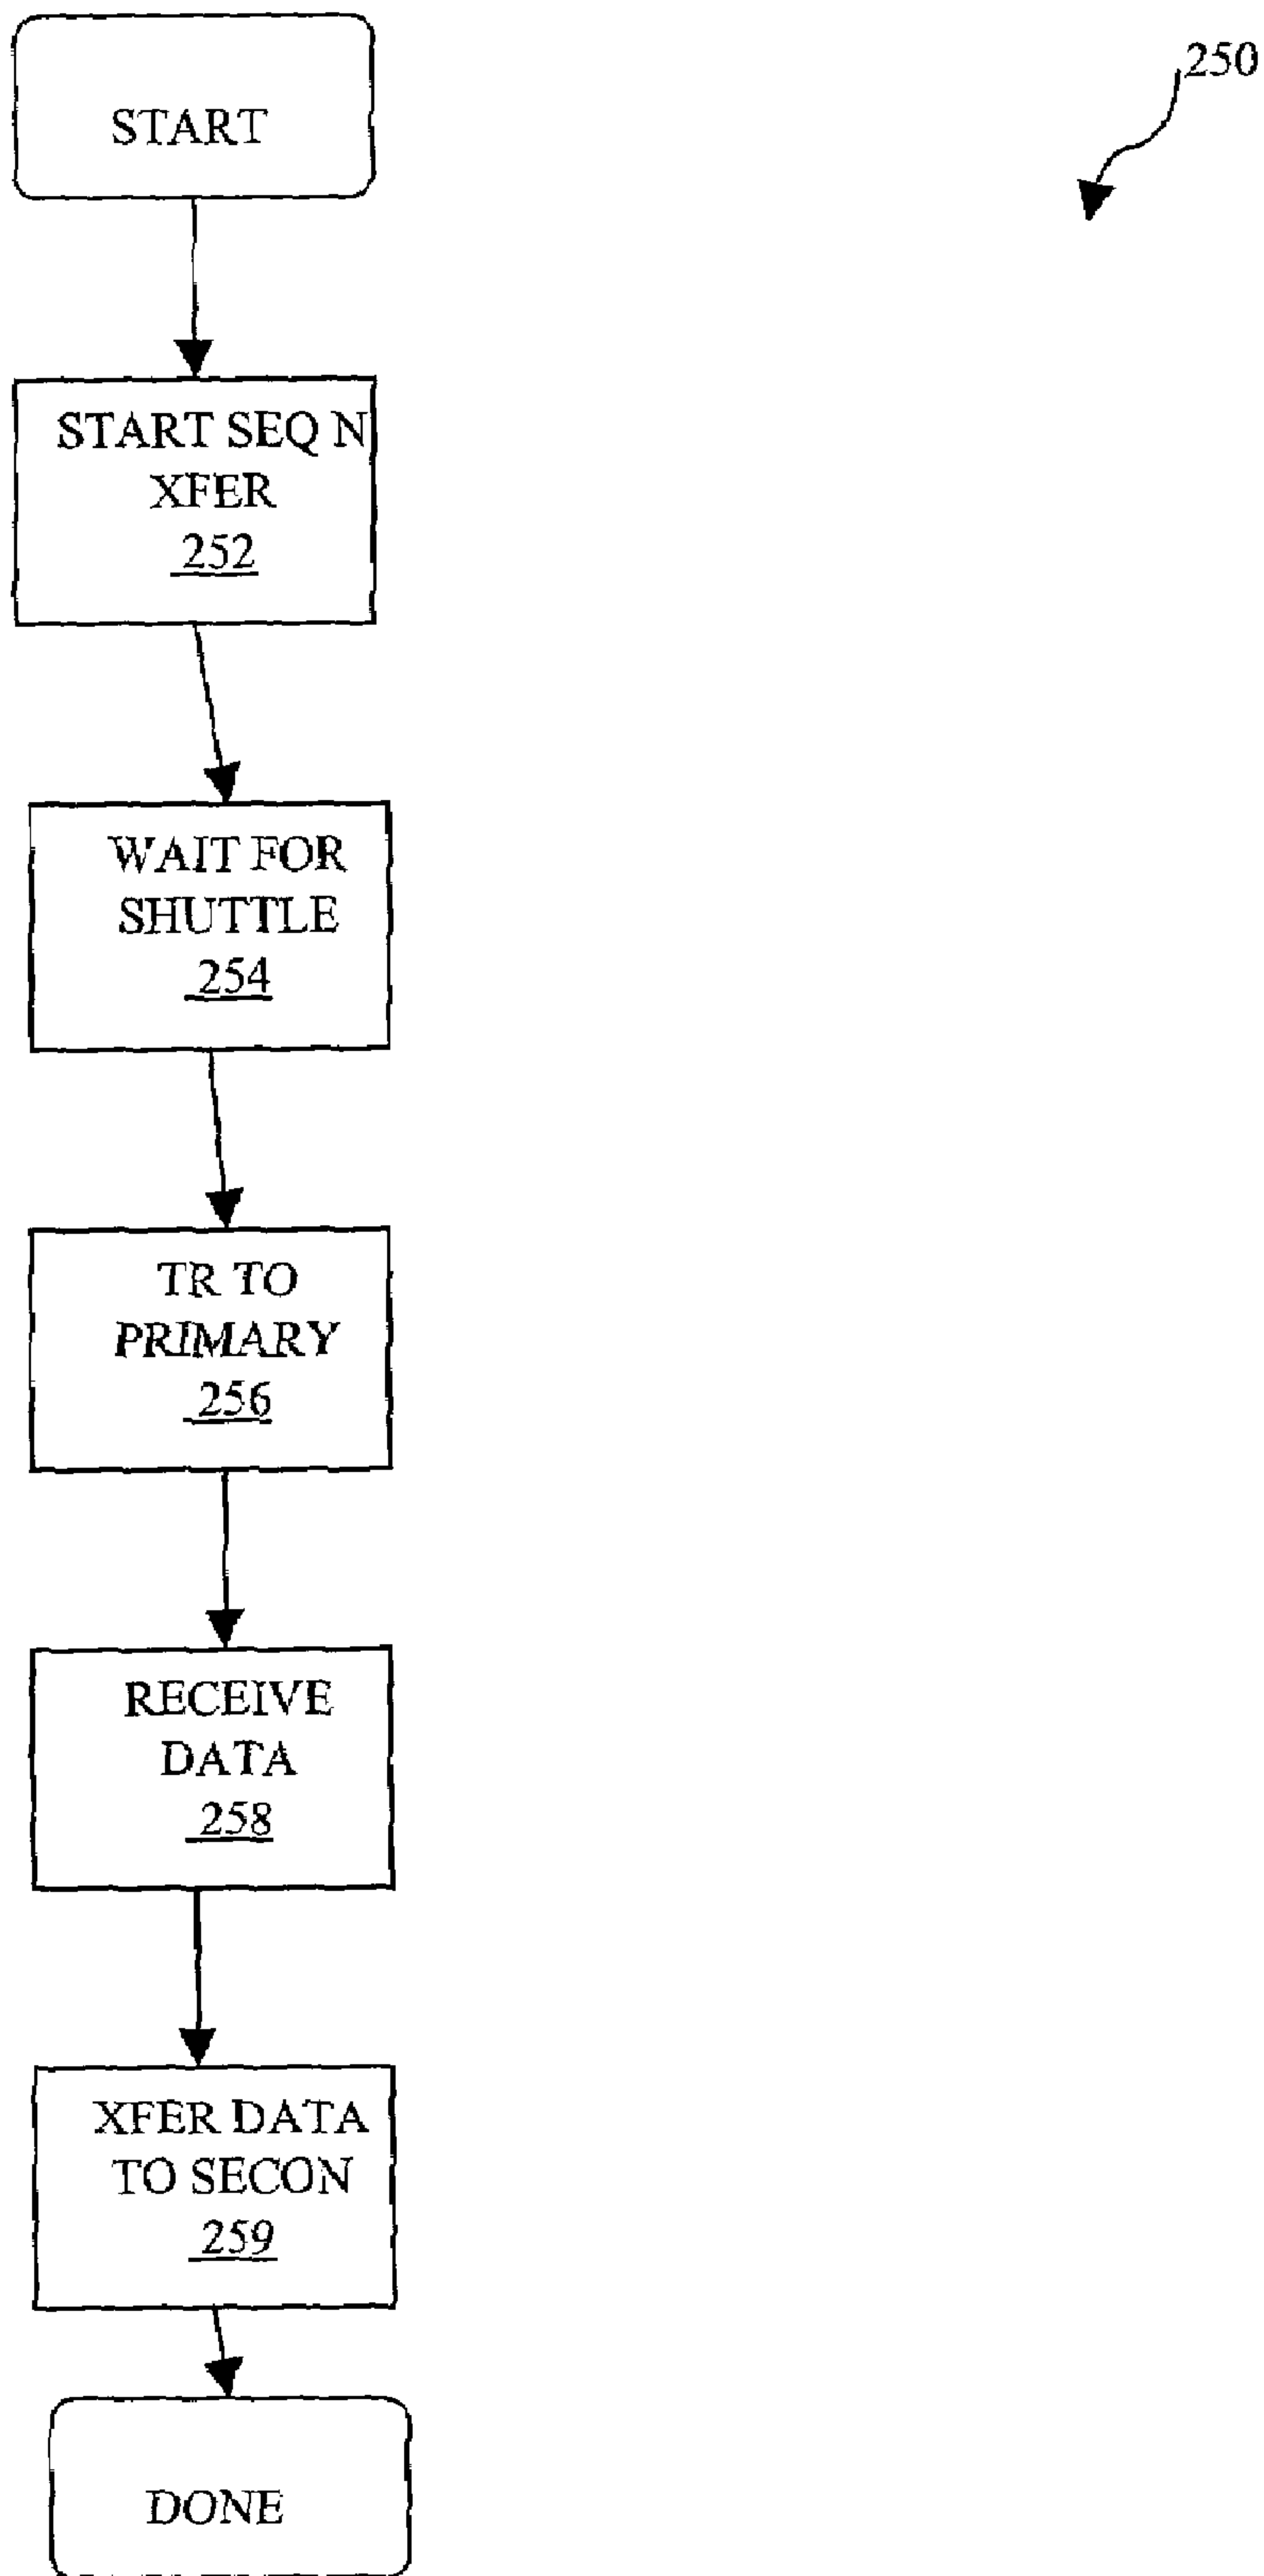 START
250
START SEQ N
XFER
252
WAIT FOR
SHUTTLE
254
TR TO
PRIMARY
256
RECEIVE
DATA
258
XFER DATA
TO SECON
259
DONE